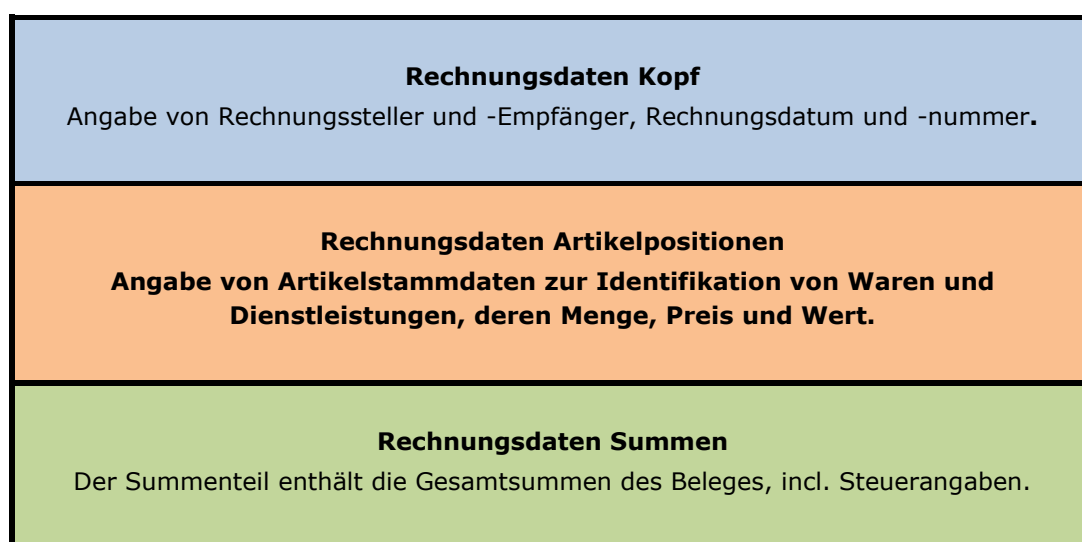 Rechnungsdaten Kopf
Angabe von Rechnungssteller und -Empfänger, Rechnungsdatum und -nummer.
Rechnungsdaten Artikelpositionen
Angabe von Artikelstammdaten zur Identifikation von Waren und
Dienstleistungen, deren Menge, Preis und Wert.
Rechnungsdaten Summen
Der Summenteil enthält die Gesamtsummen des Beleges, incl. Steuerangaben.